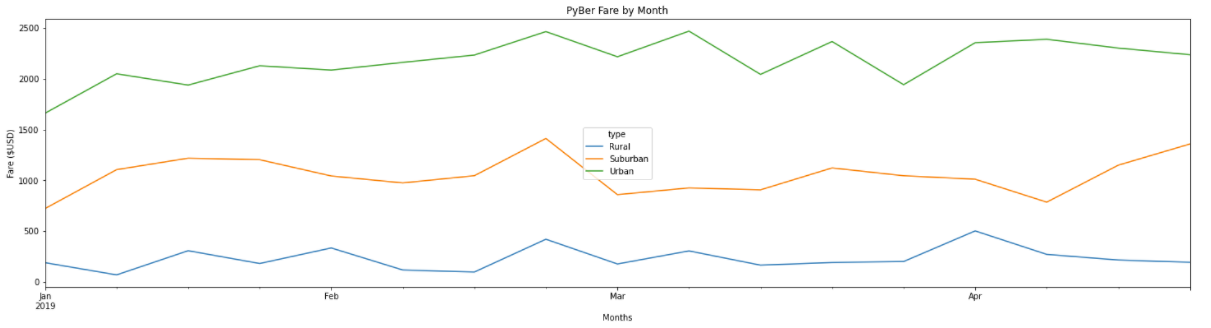 PyBer Fare by Month
2500
2000
1500
1000
500
0
Fare ($USD)
type
Rural
Suburban
Urban
Jan
2019
Feb
Mar
Apr
Months